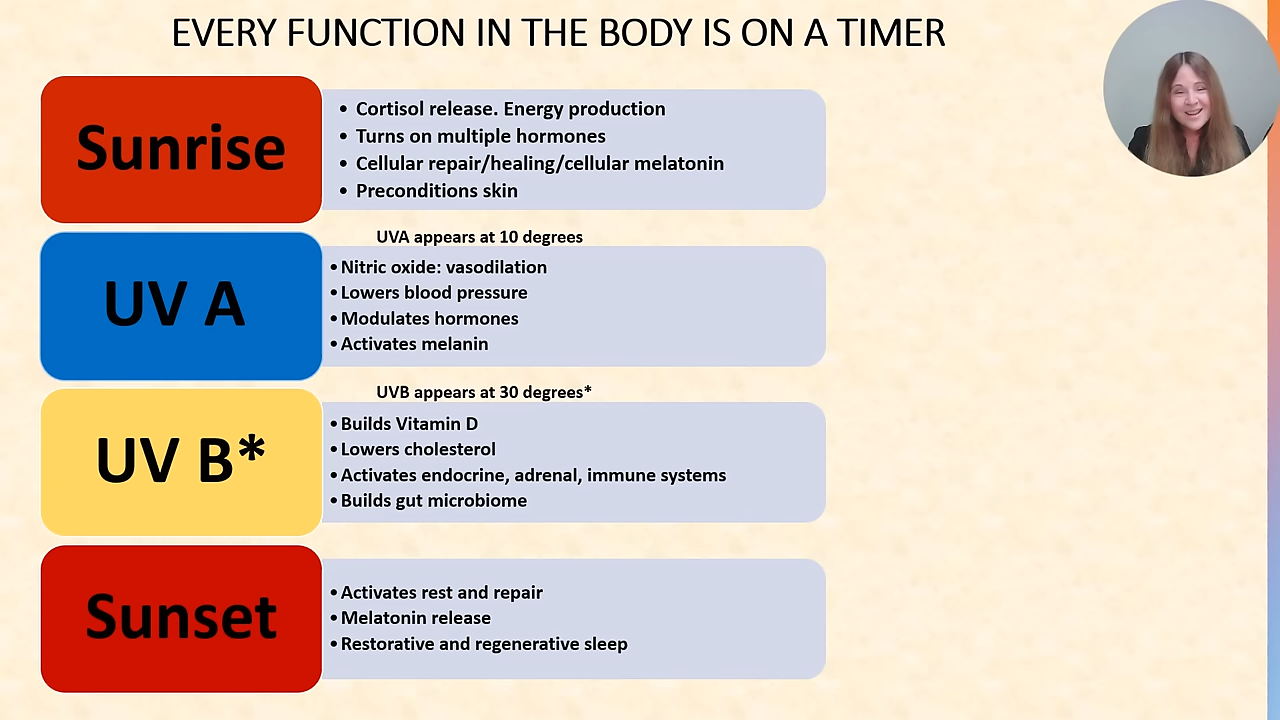 EVERY FUNCTION IN THE BODY IS ON A TIMER
Sunrise
• Cortisol release. Energy production
• Turns on multiple hormones
• Cellular repair/healing/cellular melatonin
• Preconditions skin
UVA appears at 10 degrees
UV A
•Nitric oxide: vasodilation
•Lowers blood pressure
•Modulates hormones
•Activates melanin
UVB appears at 30 degrees*
UV B*
•Builds Vitamin D
•Lowers cholesterol
•Activates endocrine, adrenal, immune systems
•Builds gut microbiome
Sunset
•Activates rest and repair
•Melatonin release
•Restorative and regenerative sleep